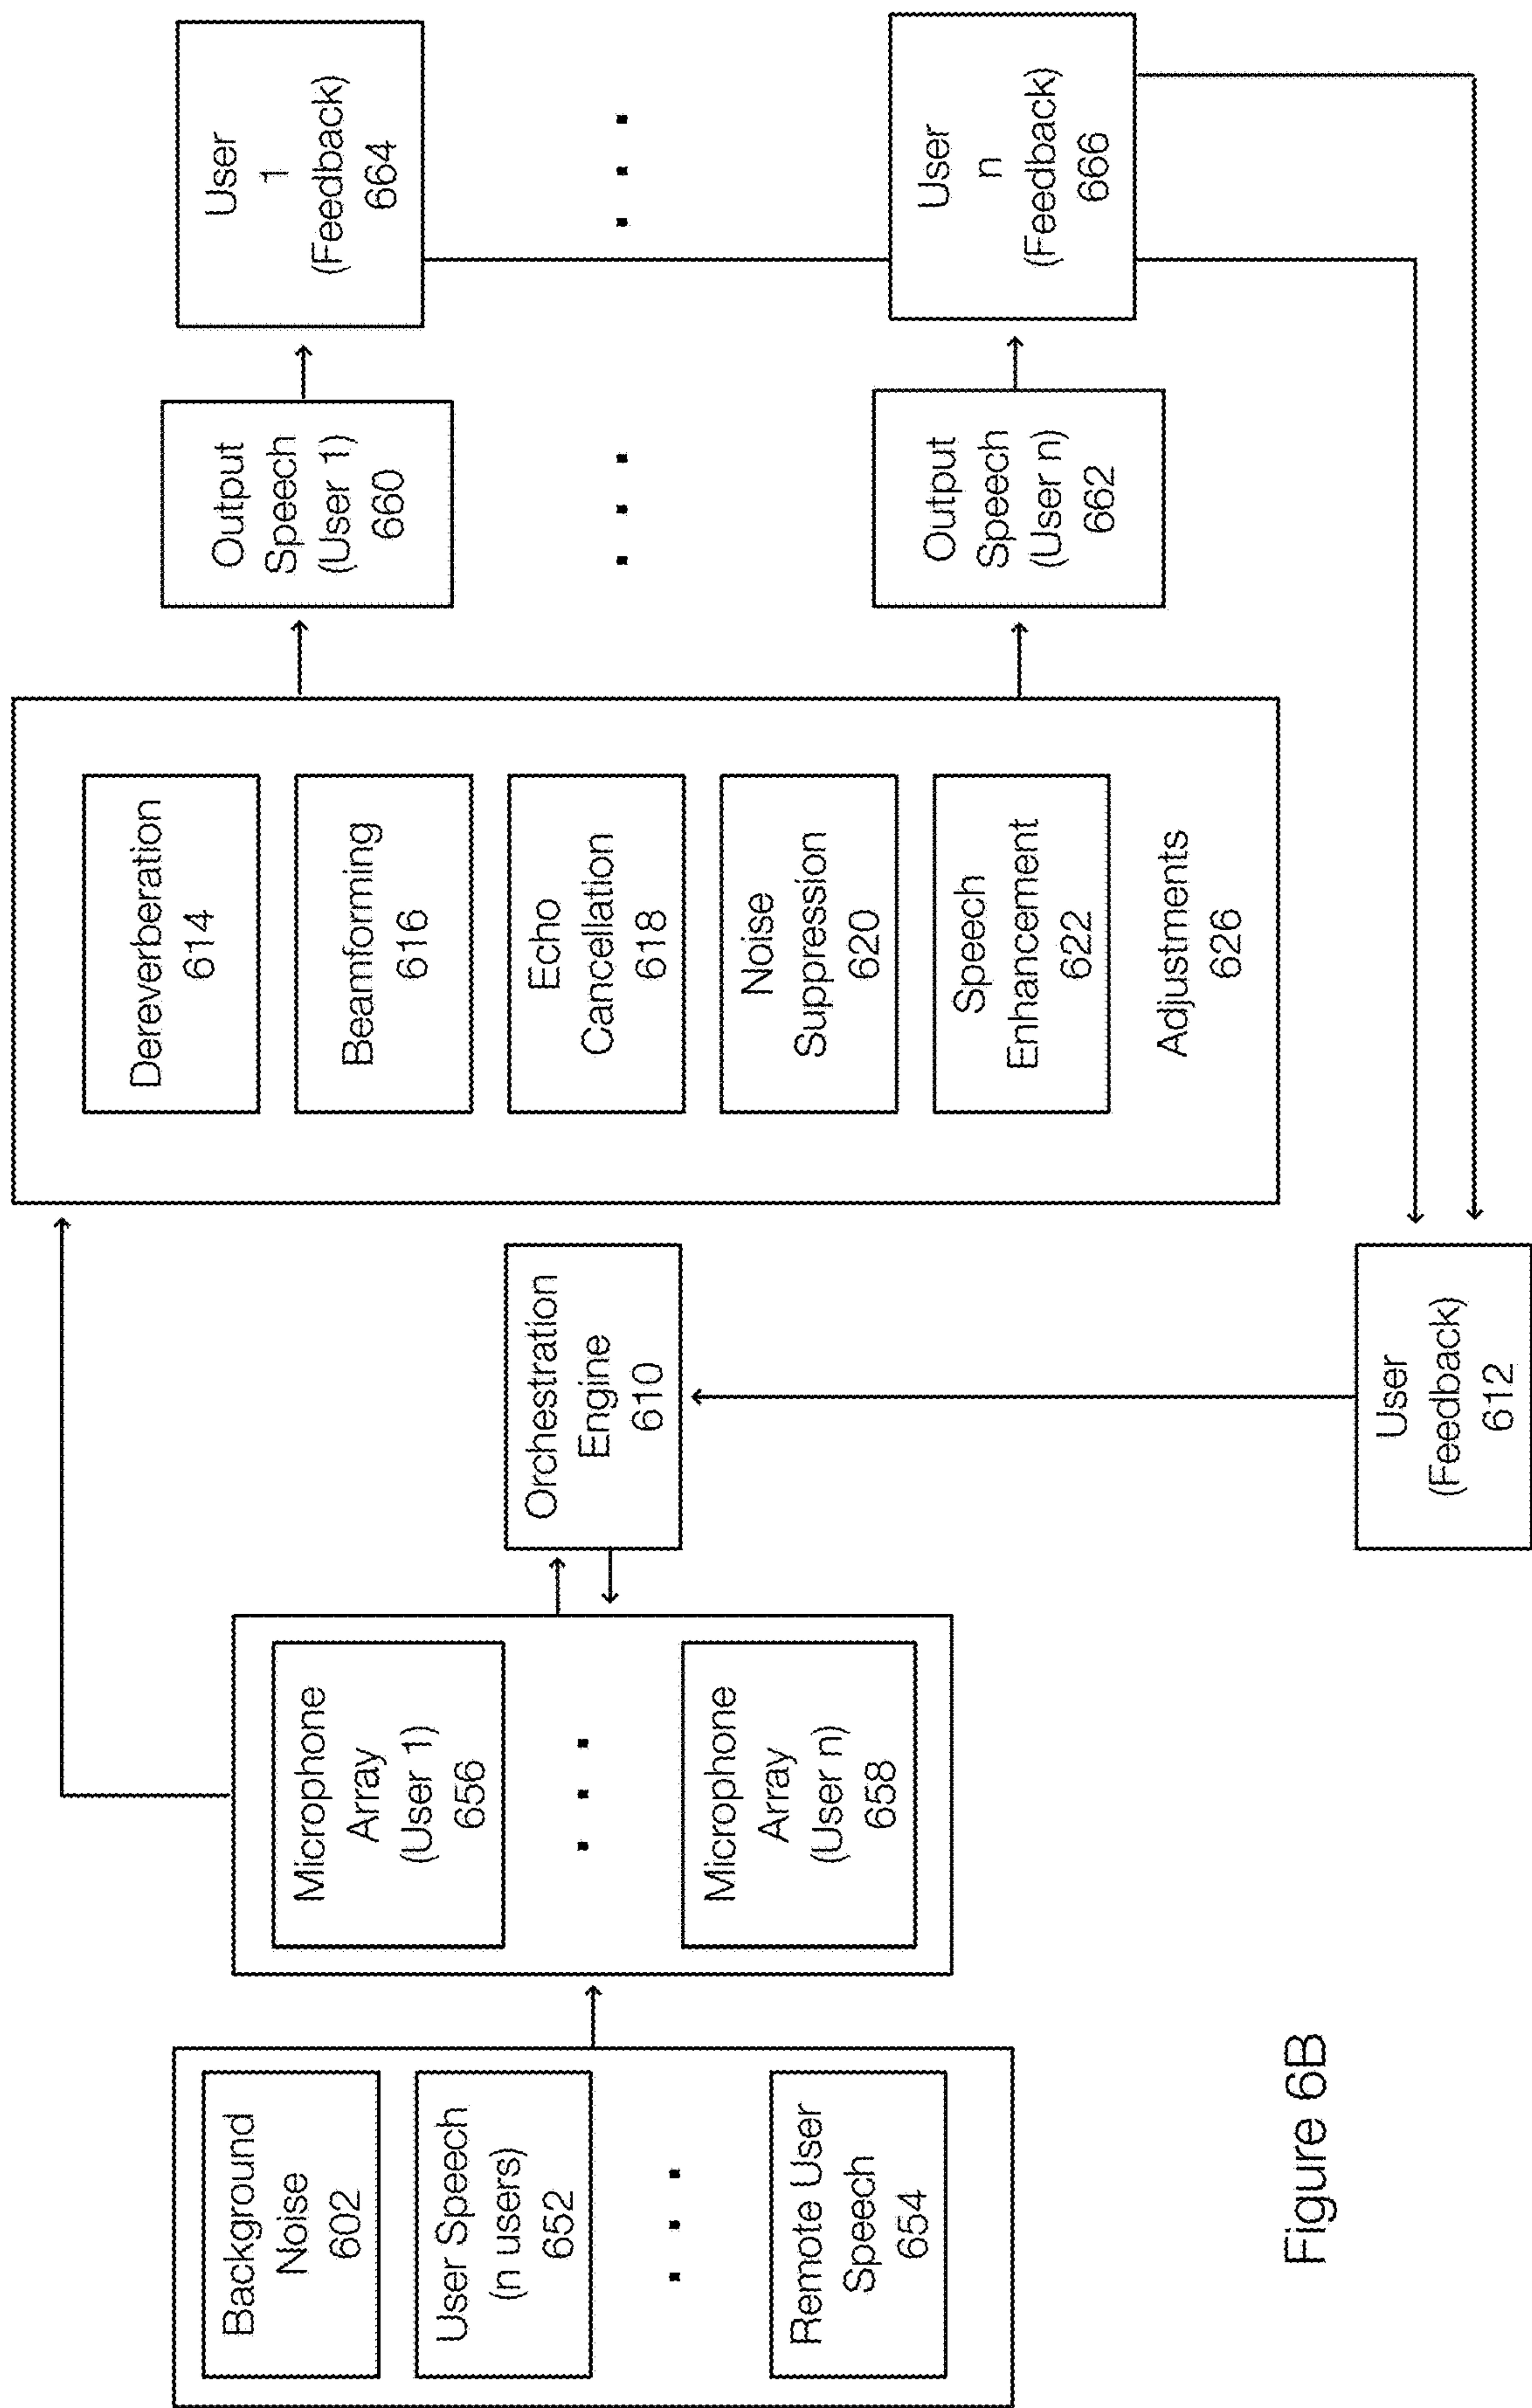 Background
Noise
602
User Speech
(n users)
652
Remote User
Speech
654
Microphone
Array
(User 1)
656
Microphone
Array
(User n)
658
Orchestration
Engine
610
User
(Feedback)
612
Dereverberation
614
Beamforming
616
Echo
Cancellation
618
Noise
Suppression
620
Speech
Enhancement
622
Adjustments
626
Output
Speech
(User 1)
660
Output
Speech
(User n)
662
User
1
(Feedback)
664
User
n
(Feedback)
666
Figure 6B